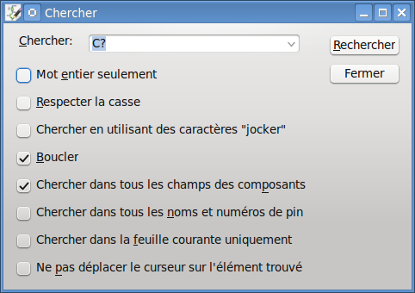 Chercher
Chercher: C? Rechercher
Mot entier seulement Fermer
Respecter la casse
Chercher en utilisant des caractères "jocker"
Boucler
Chercher dans tous les champs des composants
Chercher dans tous les noms et numéros de pin
Chercher dans la feuille courante uniquement
Ne pas déplacer le curseur sur l'élément trouvé